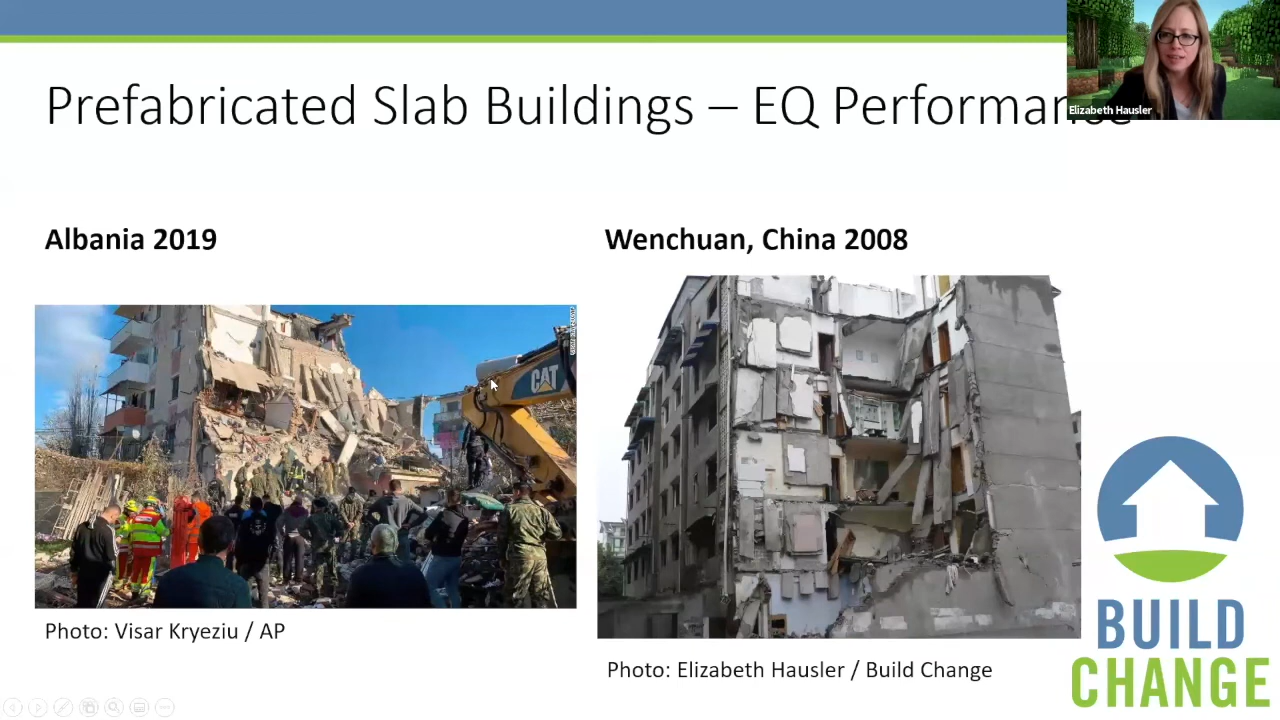 Prefabricated Slab Buildings – EQ Performance
Elizabeth Hausler
Albania 2019
Wenchuan, China 2008
CAT
Photo: Visar Kryeziu / AP
Photo: Elizabeth Hausler / Build Change
BUILD
CHANGE